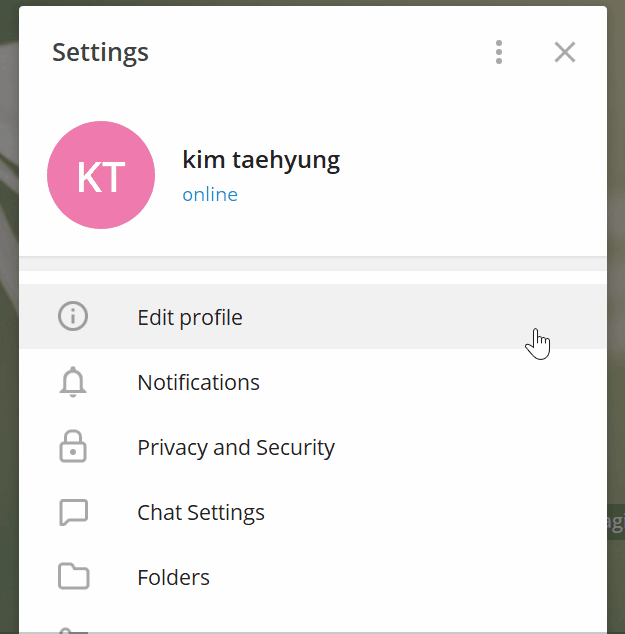 Settings
KT
kim taehyung
online
Edit profile
Notifications
Privacy and Security
Chat Settings
Folders